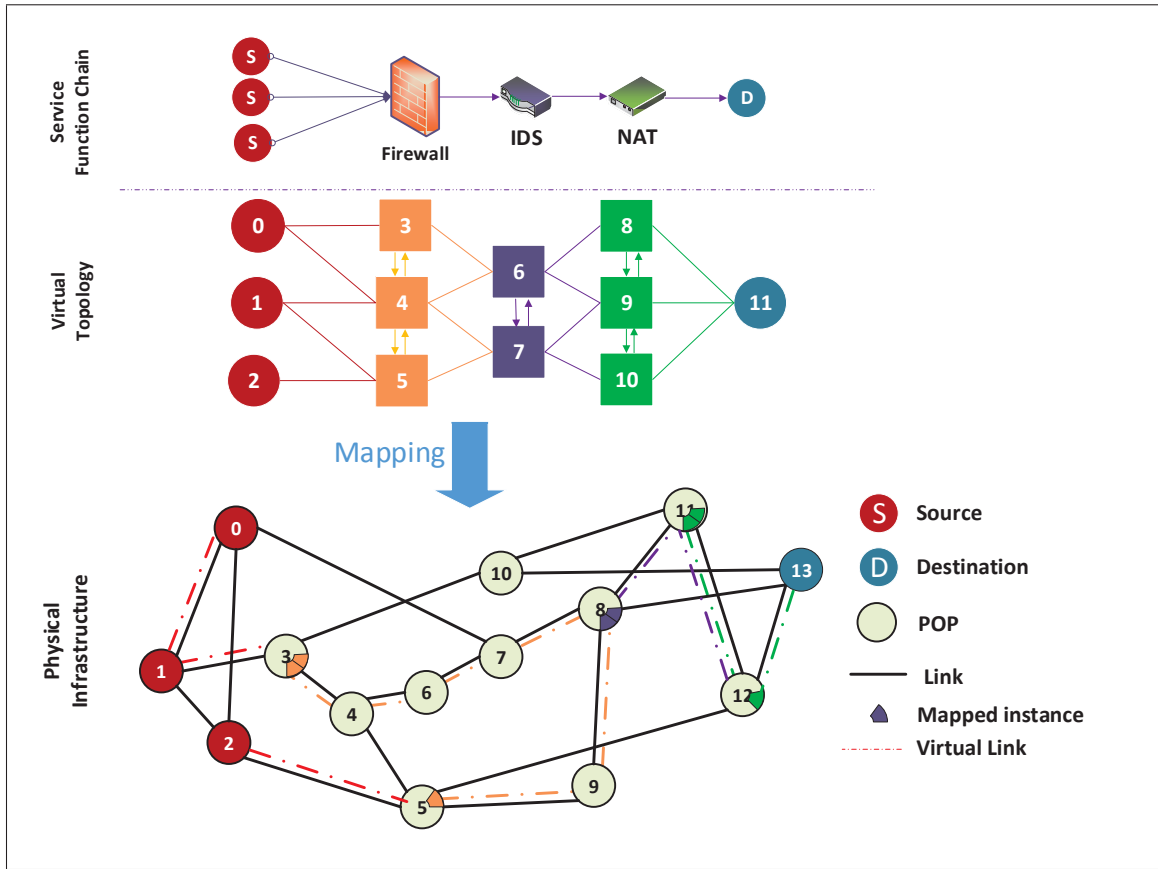 Service
Function Chain
S
S
S
Firewall
IDS
NAT
D
Virtual
Topology
0
1
2
3
4
5
6
7
8
9
10
11
Mapping
Physical
Infrastructure
0
1
2
3
4
5
6
7
8
9
10
11
12
13
S Source
D Destination
POP
Link
Mapped instance
Virtual Link